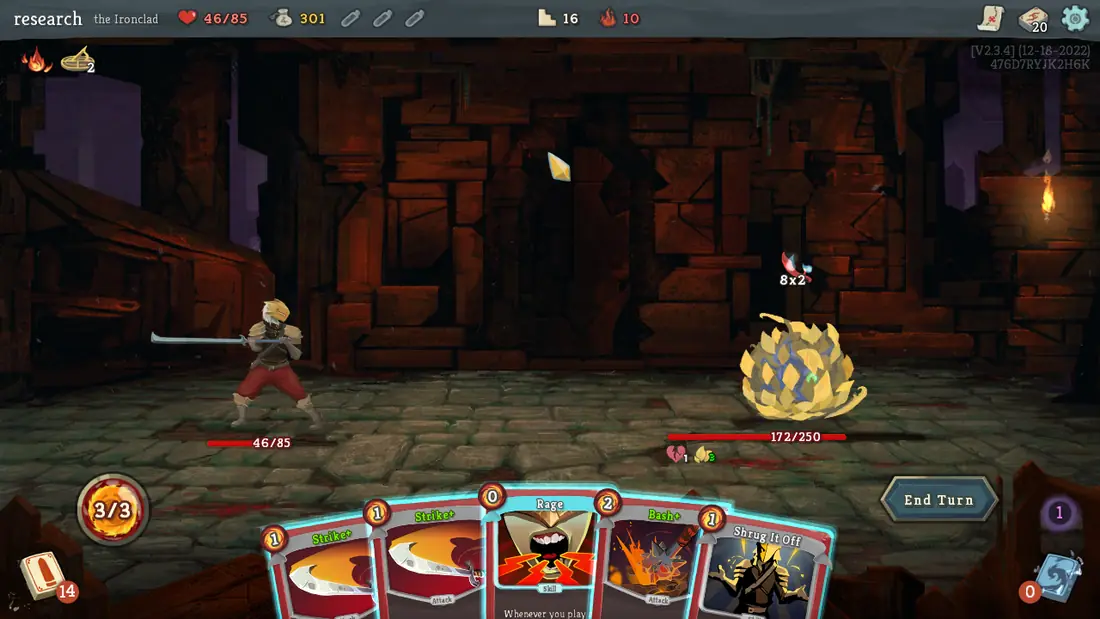 research the Ironclad 46/85 301 16 10 20
2
[V2.3.4] (12-18-2022)
476D7RYJK2H6K
8x2
46/85
172/250
1 3
3/3
End Turn
1
1 Strike+
1 Strike+
0 Rage
2 Bash+
1 Shrug It Off
Attack
Skill
Attack
Whenever you play
14
0